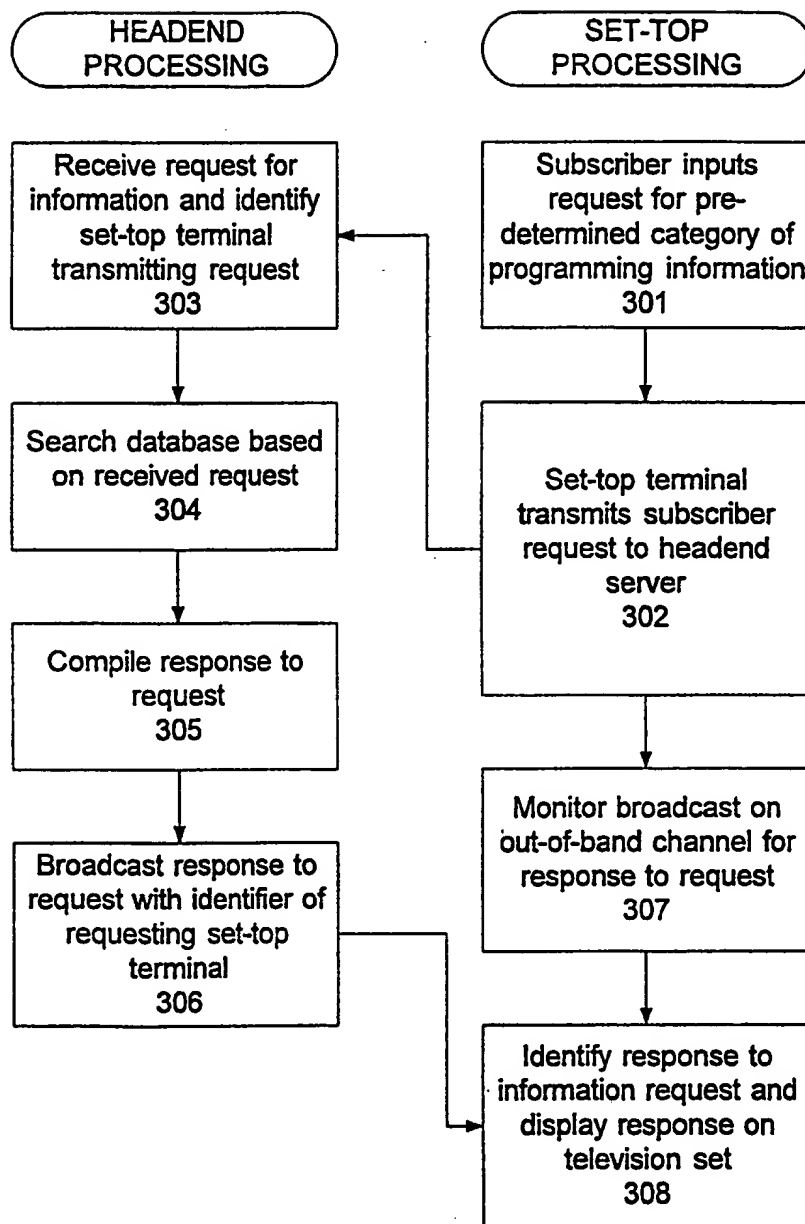 HEADEND
PROCESSING
SET-TOP
PROCESSING
Receive request for
information and identify
set-top terminal
transmitting request
303
Subscriber inputs
request for pre-
determined category of
programming information
301
Search database based
on received request
304
Set-top terminal
transmits subscriber
request to headend
server
302
Compile response to
request
305
Monitor broadcast on
out-of-band channel for
response to request
307
Broadcast response to
request with identifier of
requesting set-top
terminal
306
Identify response to
information request and
display response on
television set
308